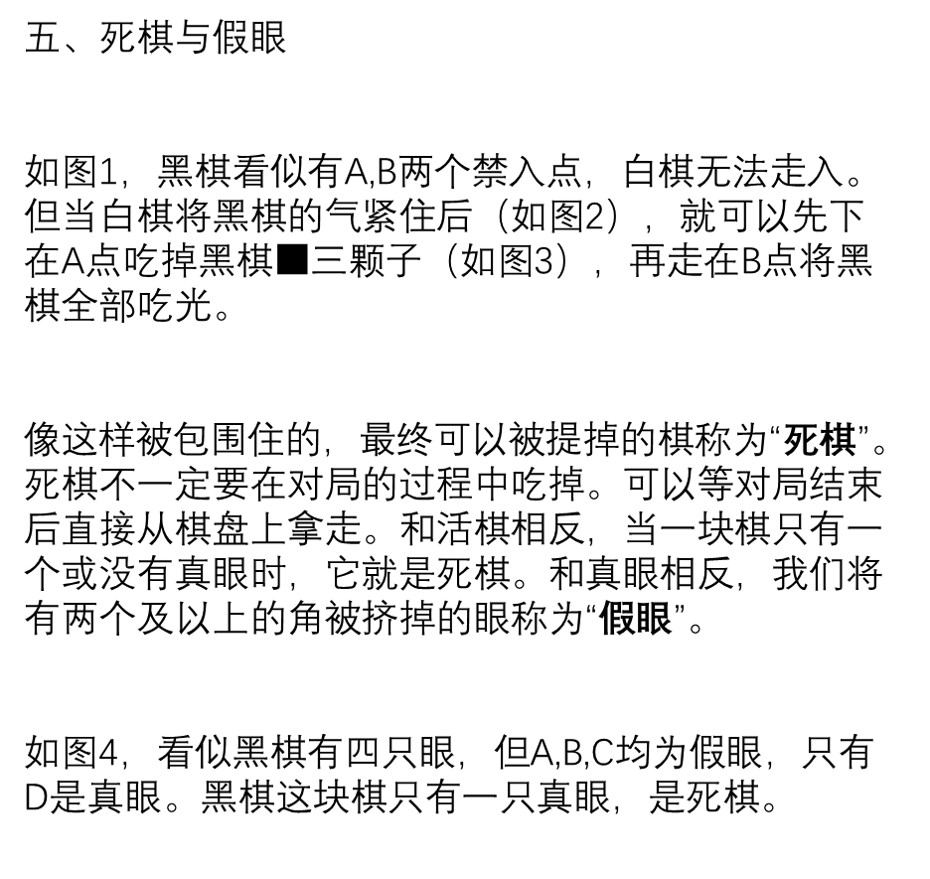 五、死棋与假眼
如图1，黑棋看似有A,B两个禁入点，白棋无法走入。
但当白棋将黑棋的气紧住后（如图2），就可以先下
在A点吃掉黑棋■三颗子（如图3），再走在B点将黑
棋全部吃光。
像这样被包围住的，最终可以被提掉的棋称为“死棋”。
死棋不一定要在对局的过程中吃掉。可以等对局结束
后直接从棋盘上拿走。和活棋相反，当一块棋只有一
个或没有真眼时，它就是死棋。和真眼相反，我们将
有两个及以上的角被挤掉的眼称为“假眼”。
如图4，看似黑棋有四只眼，但A,B,C均为假眼，只有
D是真眼。黑棋这块棋只有一只真眼，是死棋。